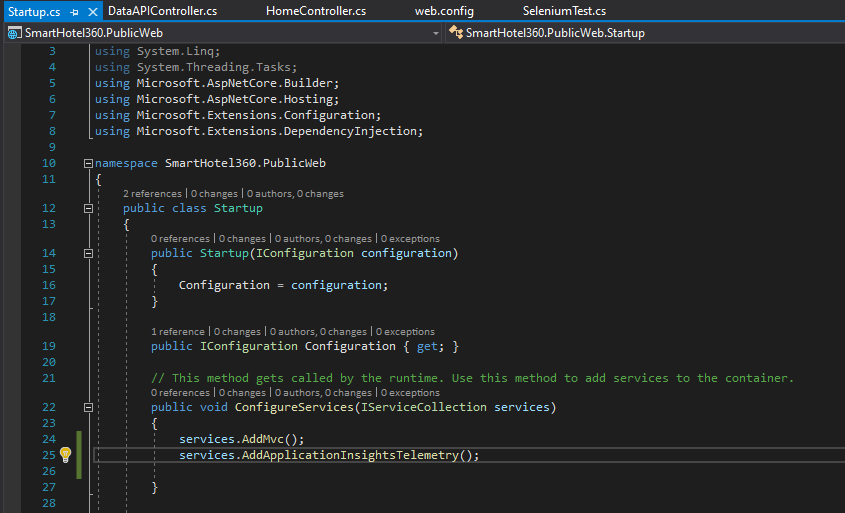 Startup.cs DataAPIController.cs HomeController.cs web.config SeleniumTest.cs
SmartHotel360.PublicWeb SmartHotel360.PublicWeb.Startup
3 using System.Linq;
4 using System.Threading.Tasks;
5 using Microsoft.AspNetCore.Builder;
6 using Microsoft.AspNetCore.Hosting;
7 using Microsoft.Extensions.Configuration;
8 using Microsoft.Extensions.DependencyInjection;
9
10 namespace SmartHotel360.PublicWeb
11 {
2 references | 0 changes | 0 authors, 0 changes
12 public class Startup
13 {
0 references | 0 changes | 0 authors, 0 changes | 0 exceptions
14 public Startup(IConfiguration configuration)
15 {
16 Configuration = configuration;
17 }
18
1 reference | 0 changes | 0 authors, 0 changes | 0 exceptions
19 public IConfiguration Configuration { get; }
20
21 // This method gets called by the runtime. Use this method to add services to the container.
0 references | 0 changes | 0 authors, 0 changes | 0 exceptions
22 public void ConfigureServices(IServiceCollection services)
23 {
24 services.AddMvc();
25 services.AddApplicationInsightsTelemetry();
26
27 }
28